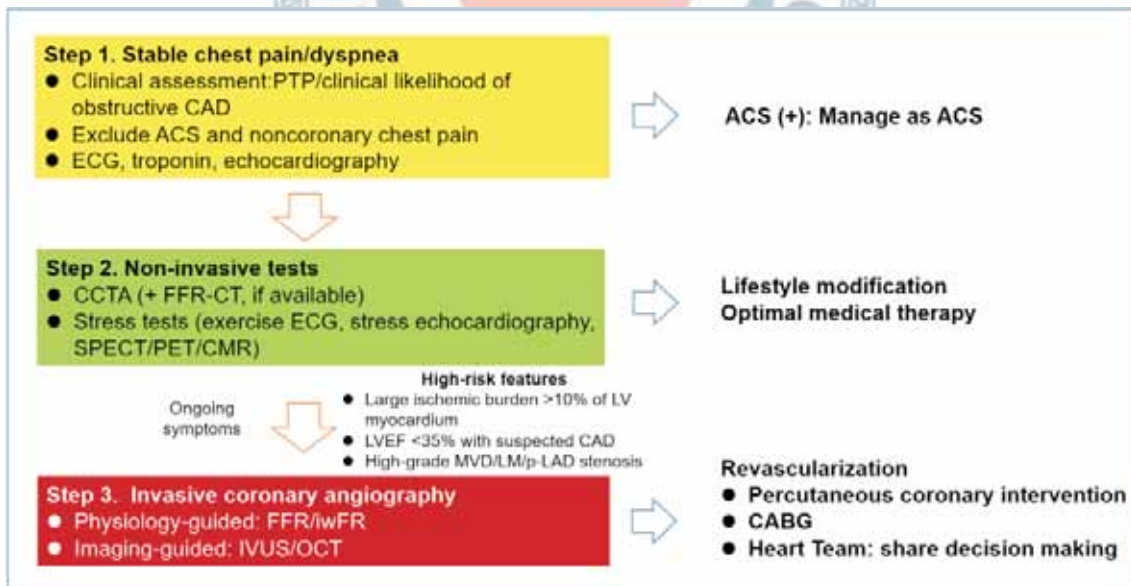 Step 1. Stable chest pain/dyspnea
● Clinical assessment:PTP/clinical likelihood of
obstructive CAD
● Exclude ACS and noncoronary chest pain
● ECG, troponin, echocardiography
ACS (+): Manage as ACS
Step 2. Non-invasive tests
● CCTA (+ FFR-CT, if available)
● Stress tests (exercise ECG, stress echocardiography,
SPECT/PET/CMR)
Lifestyle modification
Optimal medical therapy
Ongoing
symptoms
High-risk features
● Large ischemic burden >10% of LV
myocardium
● LVEF <35% with suspected CAD
● High-grade MVD/LM/p-LAD stenosis
Step 3. Invasive coronary angiography
● Physiology-guided: FFR/iwFR
● Imaging-guided: IVUS/OCT
Revascularization
● Percutaneous coronary intervention
● CABG
● Heart Team: share decision making